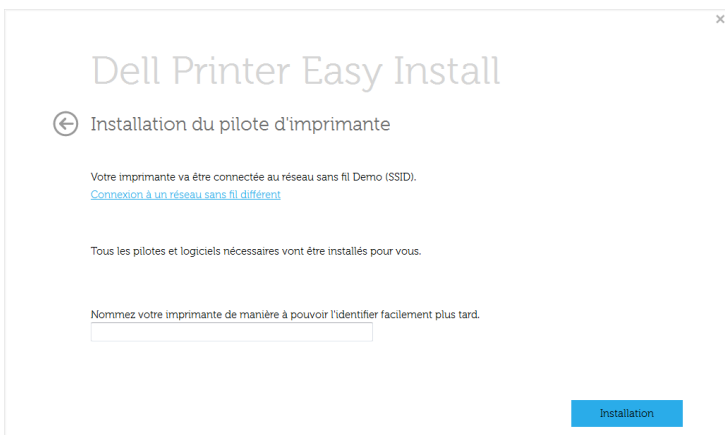 Dell Printer Easy Install
Installation du pilote d'imprimante
Votre imprimante va être connectée au réseau sans fil Demo (SSID).
Connexion à un réseau sans fil différent
Tous les pilotes et logiciels nécessaires vont être installés pour vous.
Nommez votre imprimante de manière à pouvoir l'identifier facilement plus tard.
Installation